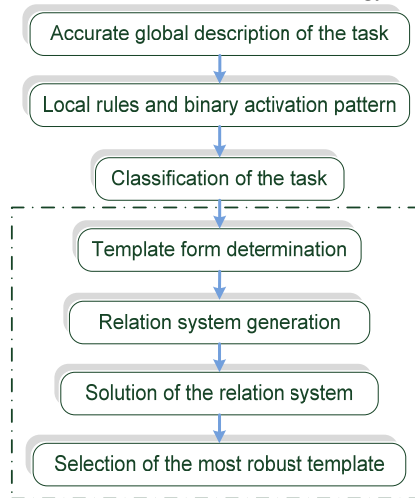 Accurate global description of the task
Local rules and binary activation pattern
Classification of the task
Template form determination
Relation system generation
Solution of the relation system
Selection of the most robust template